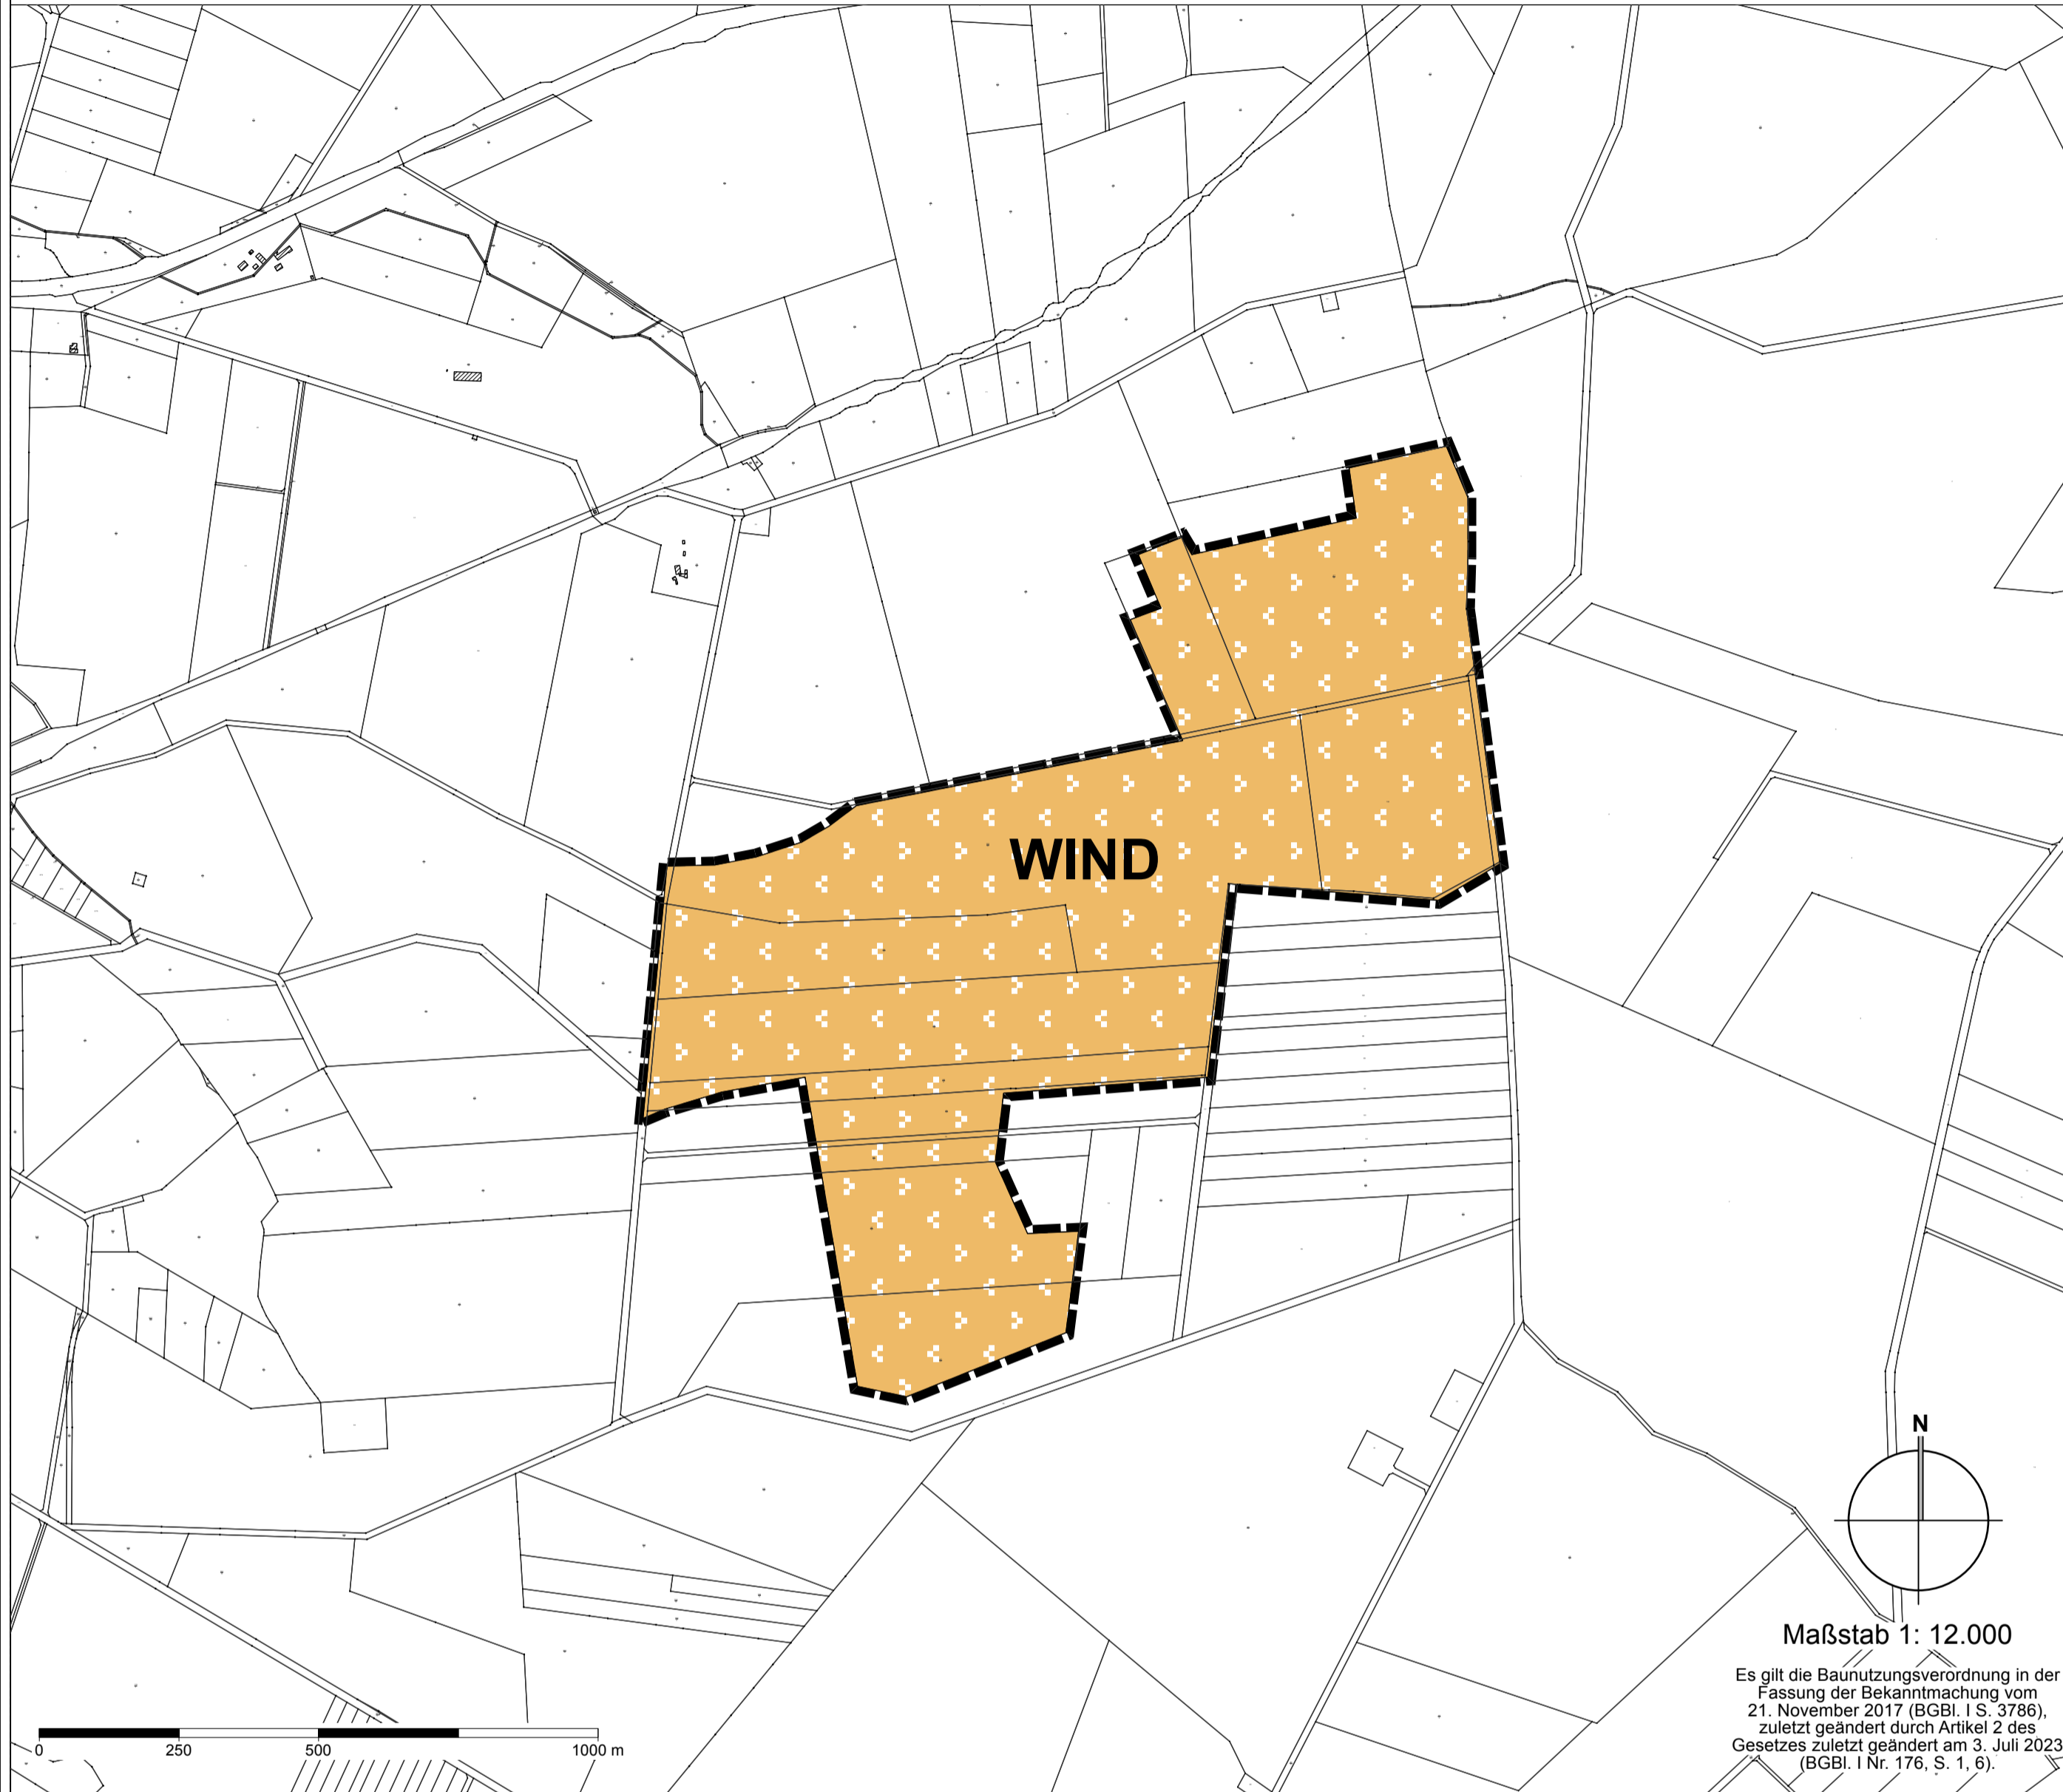 WIND
N
Maßstab 1: 12.000
Es gilt die Baunutzungsverordnung in der
Fassung der Bekanntmachung vom
21. November 2017 (BGBl. I S. 3786),
zuletzt geändert durch Artikel 2 des
Gesetzes zuletzt geändert am 3. Juli 2023
(BGBl. I Nr. 176, S. 1, 6).
0 250 500 1000 m